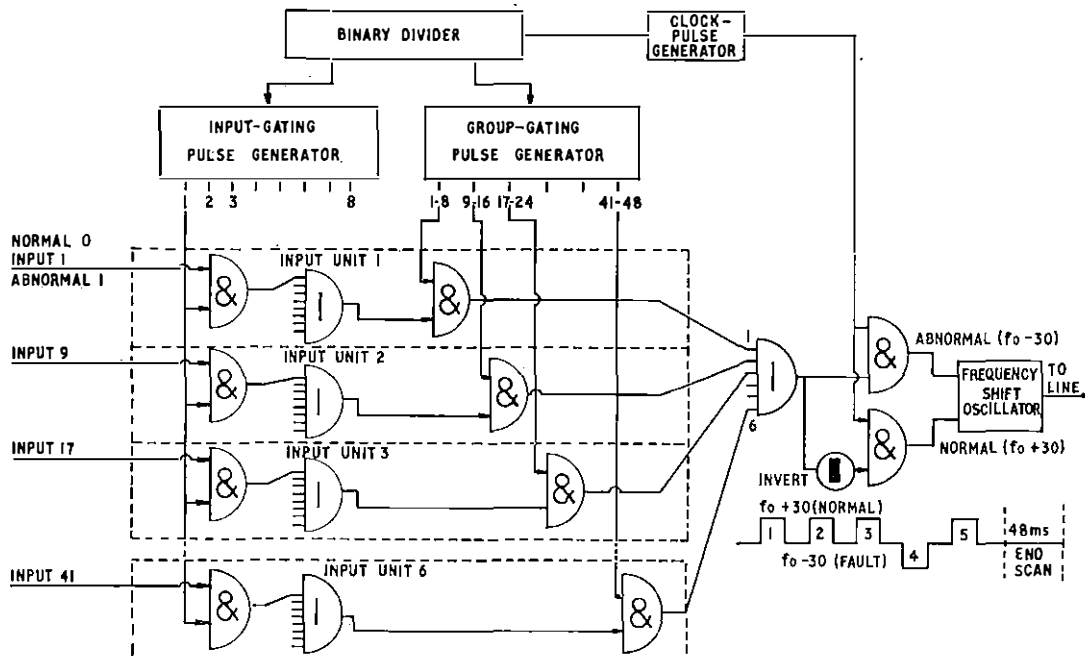 BINARY DIVIDER
CLOCK-
PULSE
GENERATOR
INPUT-GATING
PULSE GENERATOR
GROUP-GATING
PULSE GENERATOR
2 3 8
1-8 9-16 17-24 41-48
NORMAL 0
INPUT 1
ABNORMAL 1
INPUT UNIT 1
&
1
&
INPUT 9
INPUT UNIT 2
&
1
&
INPUT 17
INPUT UNIT 3
&
1
&
INPUT 41
INPUT UNIT 6
&
1
&
1
1
6
&
ABNORMAL (fo-30)
FREQUENCY
SHIFT
OSCILLATOR
TO
LINE
&
NORMAL (fo+30)
INVERT
fo+30(NORMAL)
1 2 3 4 5
fo-30 (FAULT)
48ms
END
SCAN